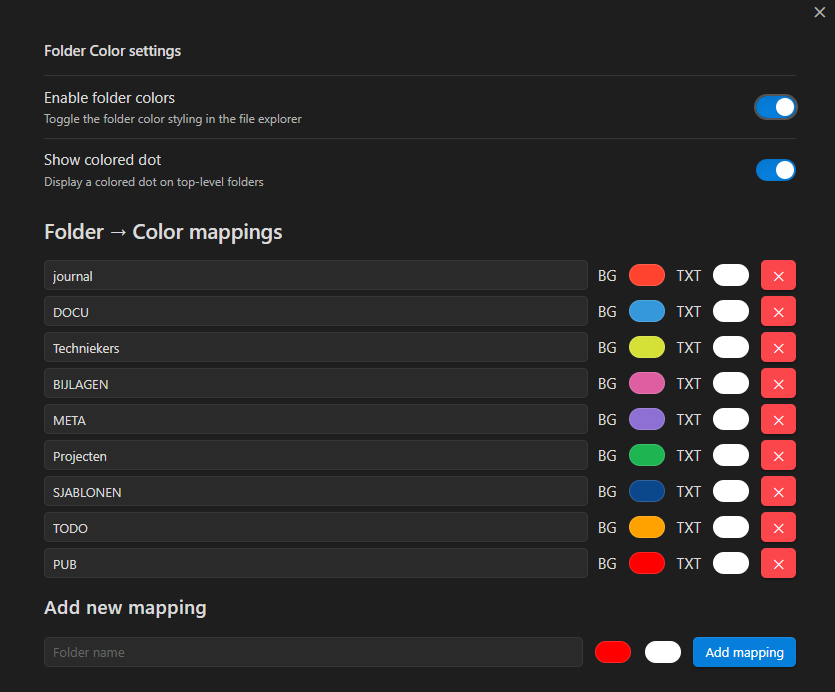 Folder Color settings
Enable folder colors
Toggle the folder color styling in the file explorer
Show colored dot
Display a colored dot on top-level folders
Folder → Color mappings
journal BG TXT
DOCU BG TXT
Techniekers BG TXT
BIJLAGEN BG TXT
META BG TXT
Projecten BG TXT
SJABLONEN BG TXT
TODO BG TXT
PUB BG TXT
Add new mapping
Folder name Add mapping